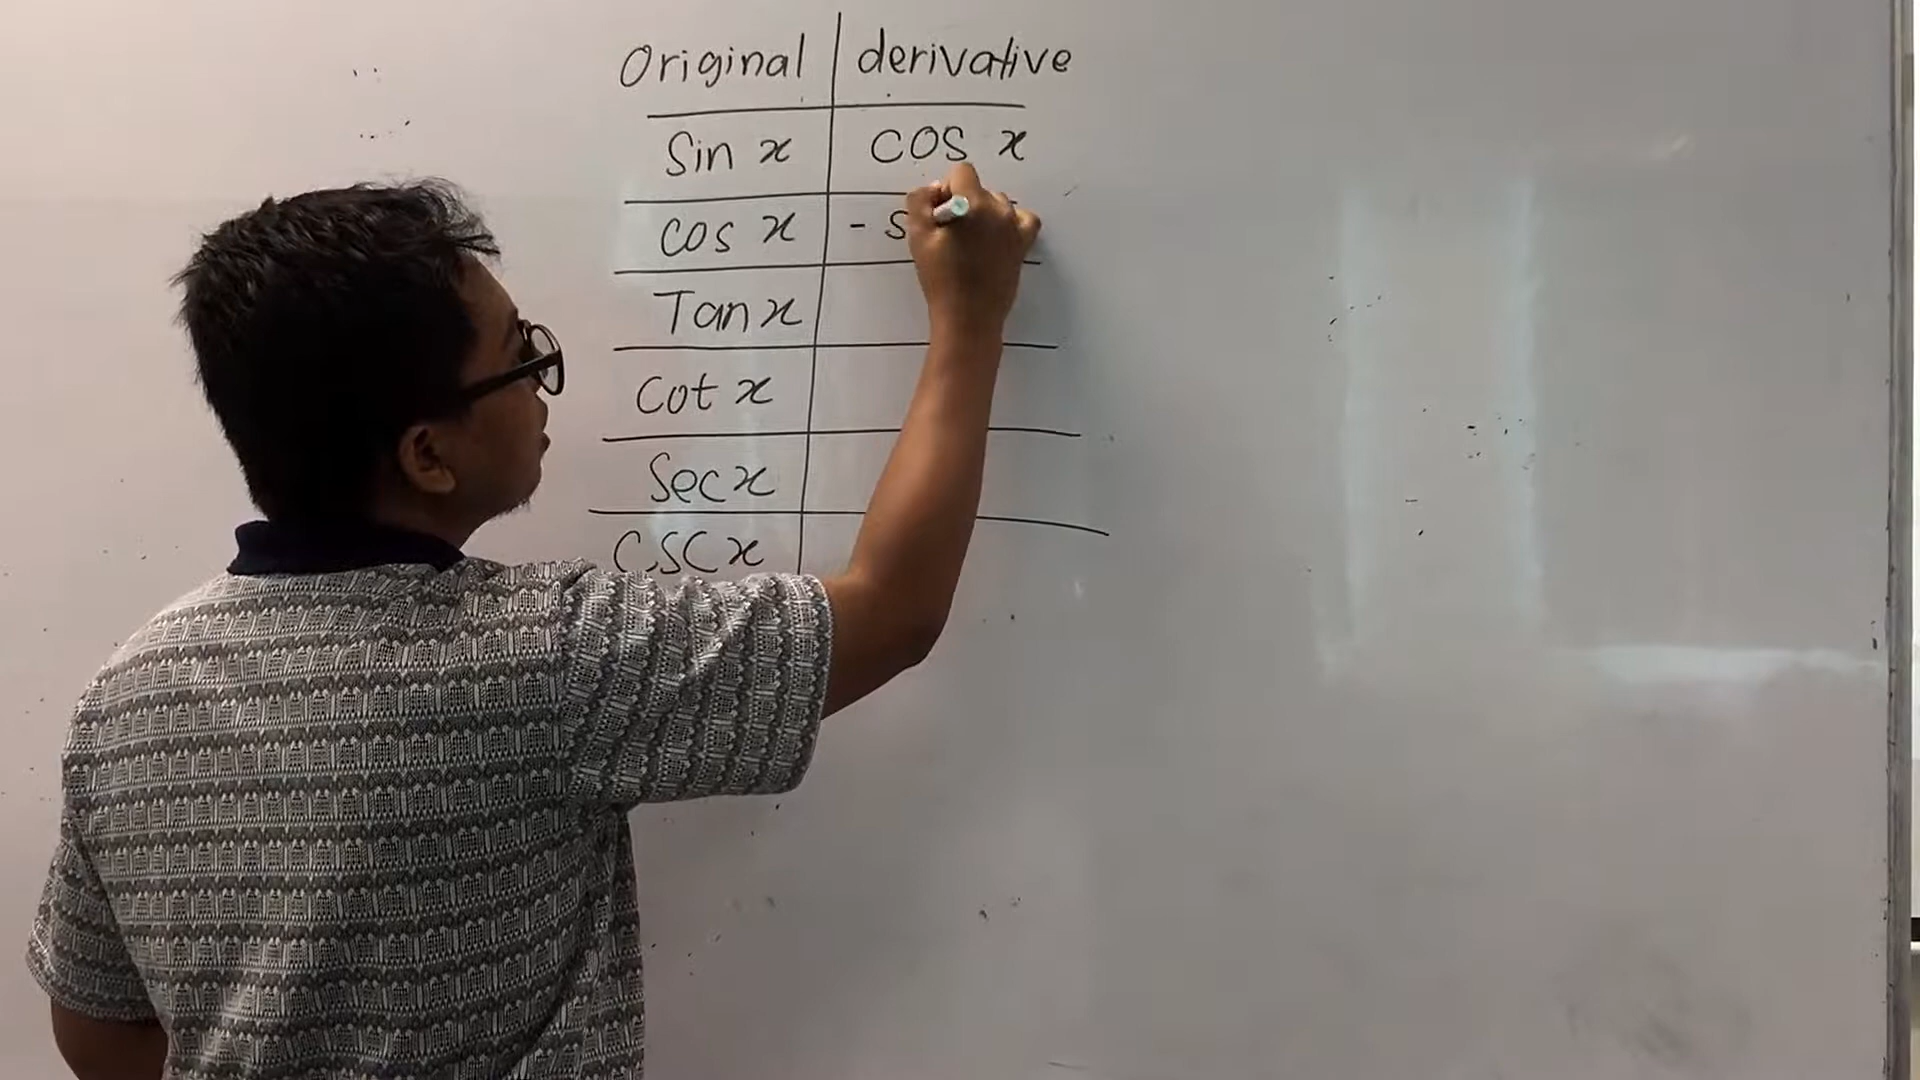 Original derivative
Sin x cos x
cos x - s
Tan x
cot x
Sec x
CSC x